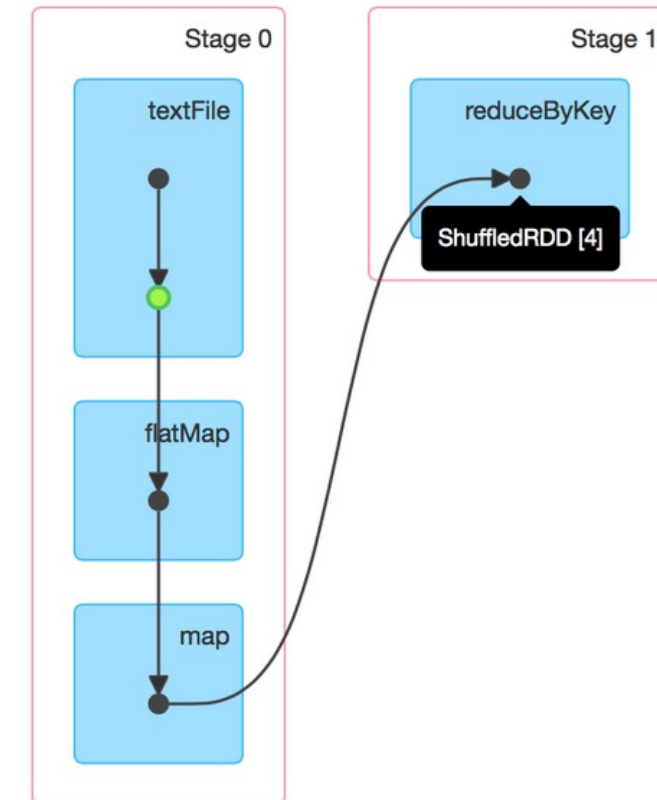 Stage 0
textFile
flatMap
map
Stage 1
reduceByKey
ShuffledRDD [4]